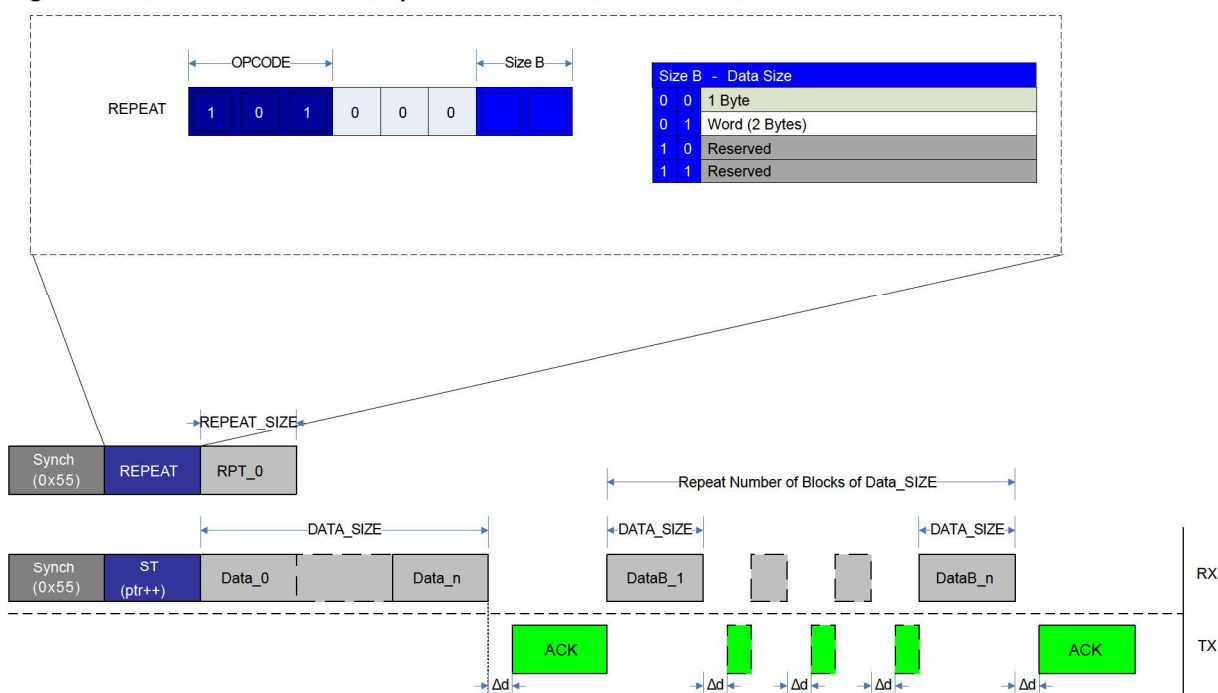 OPCODE
Size B
REPEAT
1 0 1 0 0 0
Size B - Data Size
0 0 1 Byte
0 1 Word (2 Bytes)
1 0 Reserved
1 1 Reserved
REPEAT_SIZE
Synch
(0x55)
REPEAT
RPT_0
Repeat Number of Blocks of Data_SIZE
DATA_SIZE
DATA_SIZE
DATA_SIZE
Synch
(0x55)
ST
(ptr++)
Data_0
Data_n
DataB_1
DataB_n
RX
ACK
ACK
TX
Δd
Δd
Δd
Δd
Δd